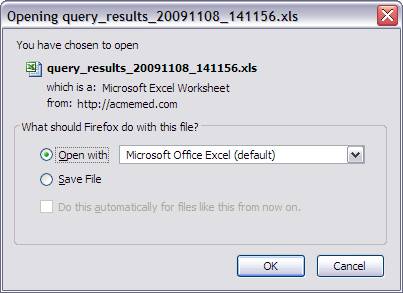 Opening query_results_20091108_141156.xls
You have chosen to open
query_results_20091108_141156.xls
which is a: Microsoft Excel Worksheet
from: http://acmemed.com
What should Firefox do with this file?
Open with Microsoft Office Excel (default)
Save File
Do this automatically for files like this from now on.
OK Cancel